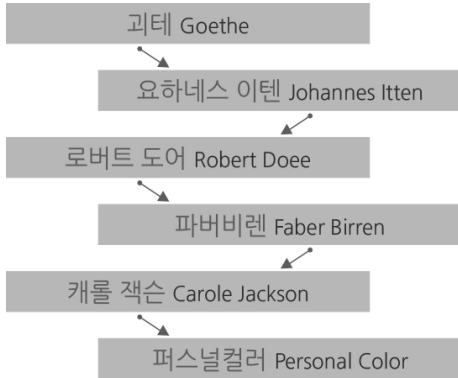 괴테 Goethe
요하네스 이텐 Johannes Itten
로버트 도어 Robert Doee
파버비렌 Faber Birren
캐롤 잭슨 Carole Jackson
퍼스널컬러 Personal Color